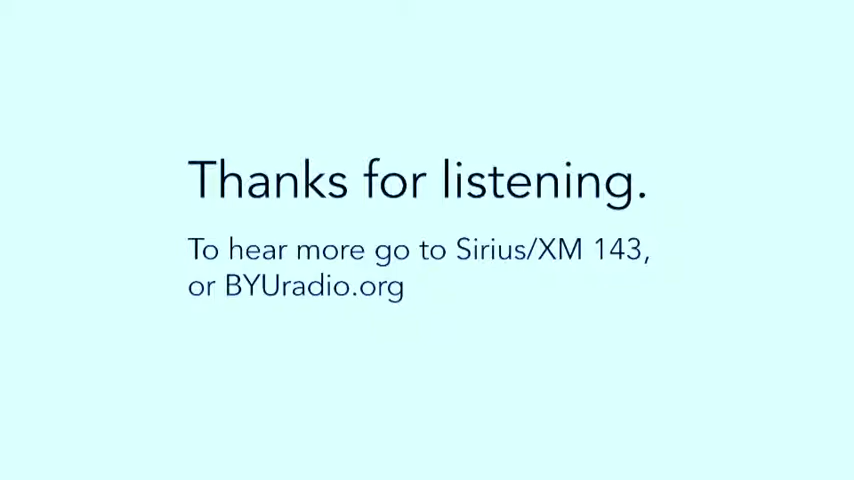 Thanks for listening.
To hear more go to Sirius/XM 143,
or BYUradio.org